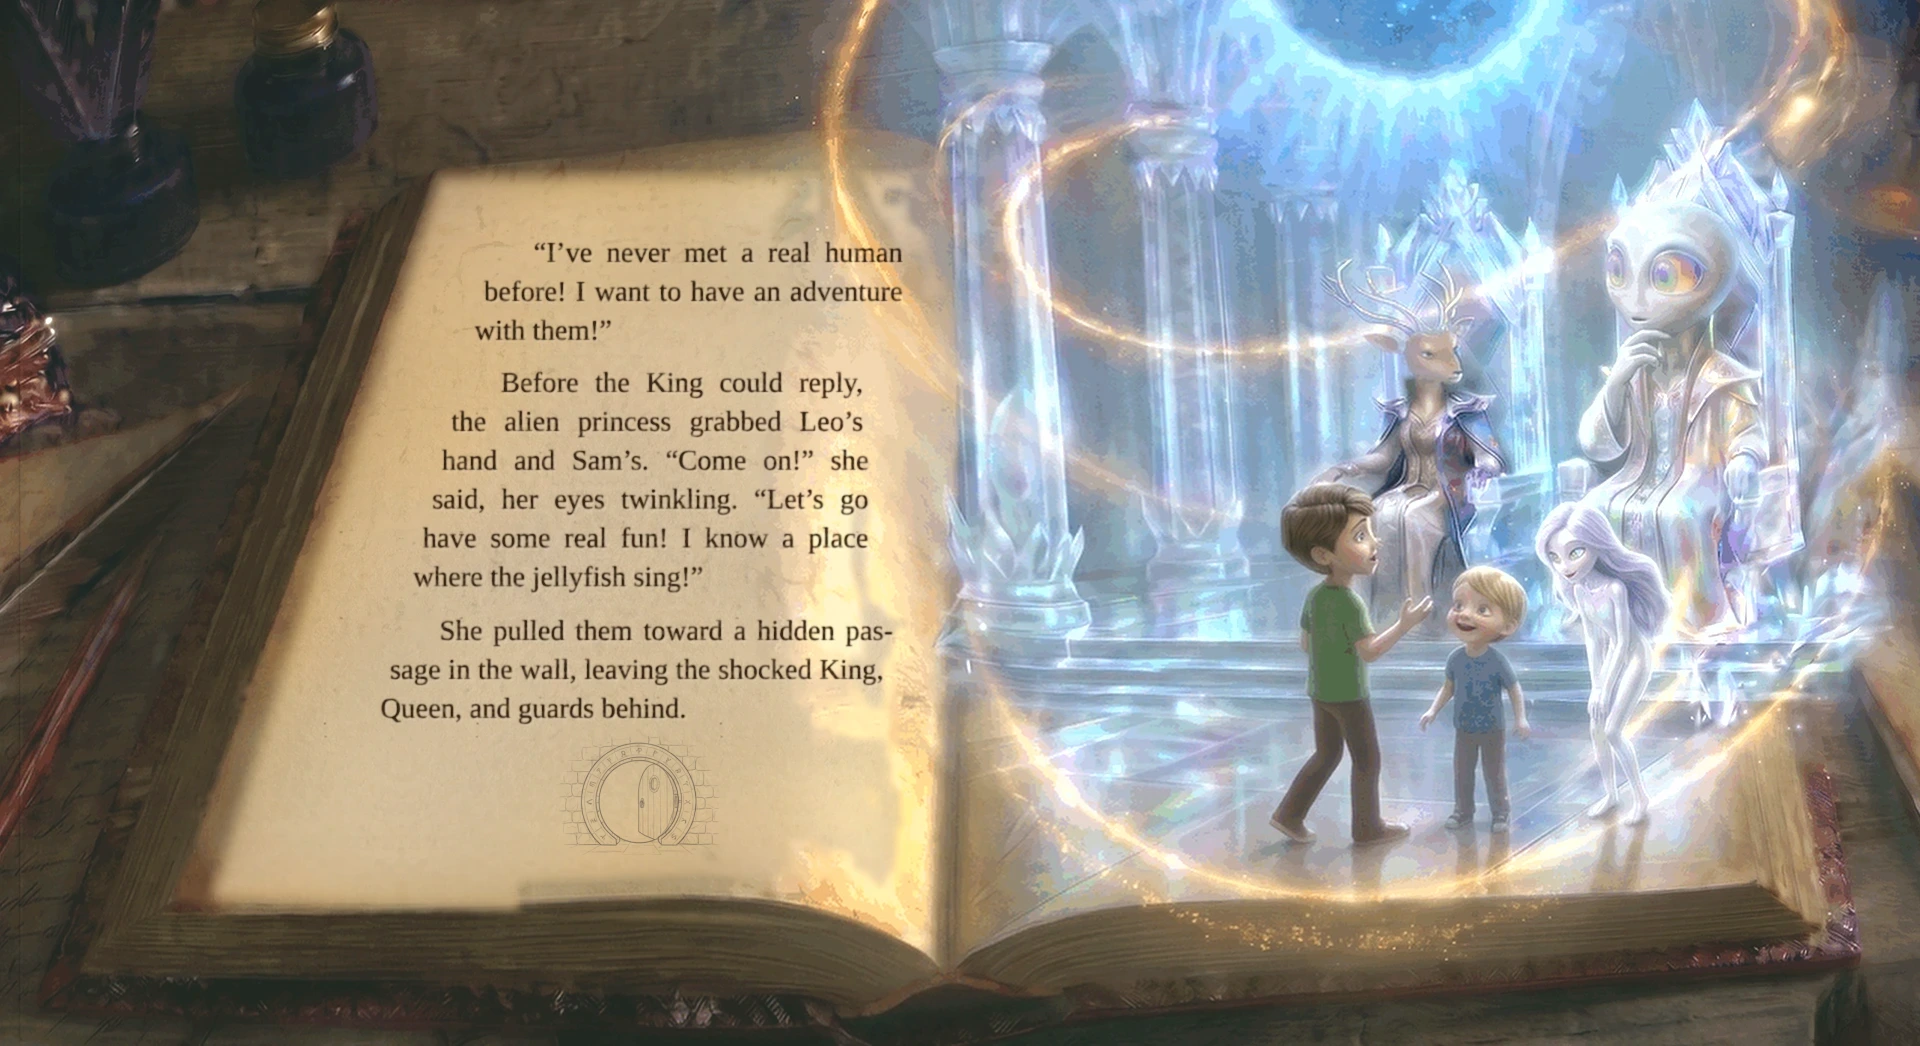 “I’ve never met a real human
before! I want to have an adventure
with them!”
Before the King could reply,
the alien princess grabbed Leo’s
hand and Sam’s. “Come on!” she
said, her eyes twinkling. “Let’s go
have some real fun! I know a place
where the jellyfish sing!”
She pulled them toward a hidden pas-
sage in the wall, leaving the shocked King,
Queen, and guards behind.